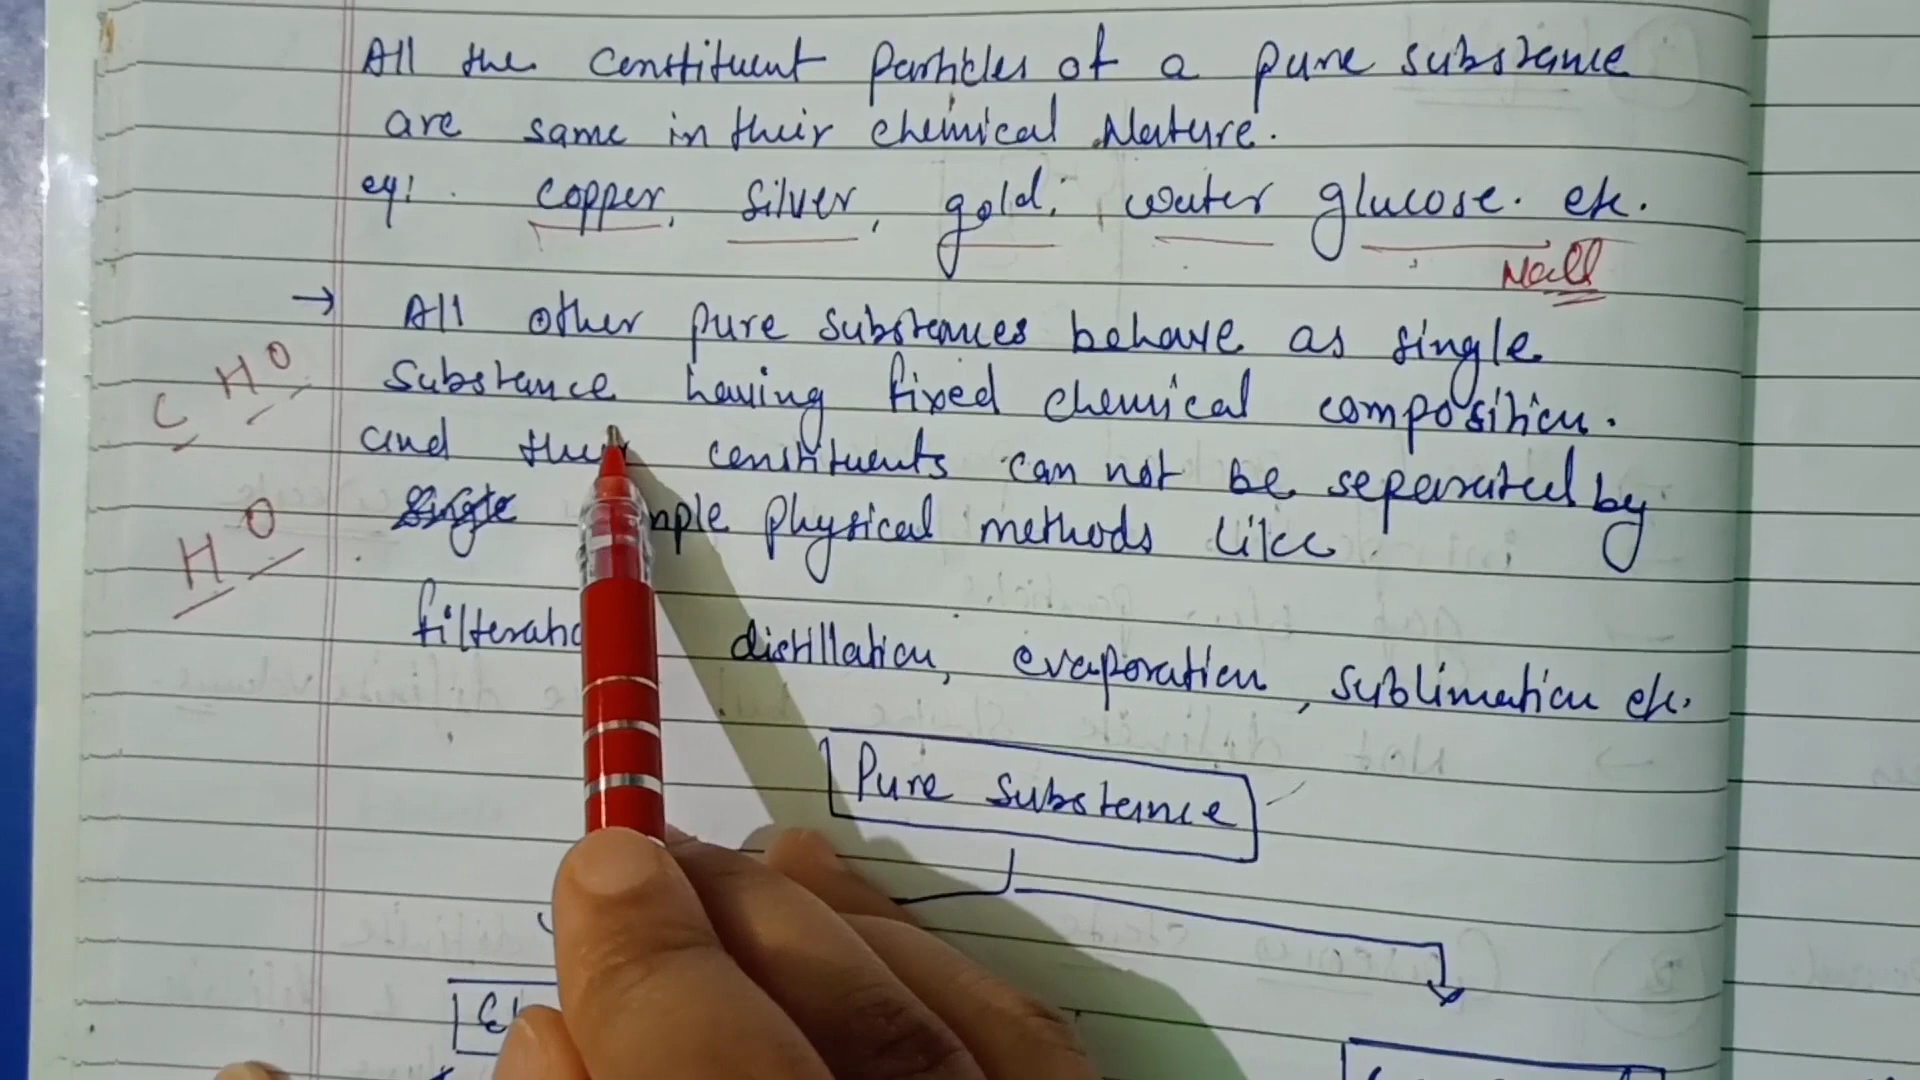 All the constituent particles of a pure substance
are same in their chemical Nature.
eg: copper, silver, gold, water glucose. etc.
Nacl
→ All other pure substances behave as single
C H O
substance having fixed chemical composition.
and their constituents can not be separated by
H O
simple physical methods like
filteration distillation, evaporation, sublimation etc.
Pure substance
El